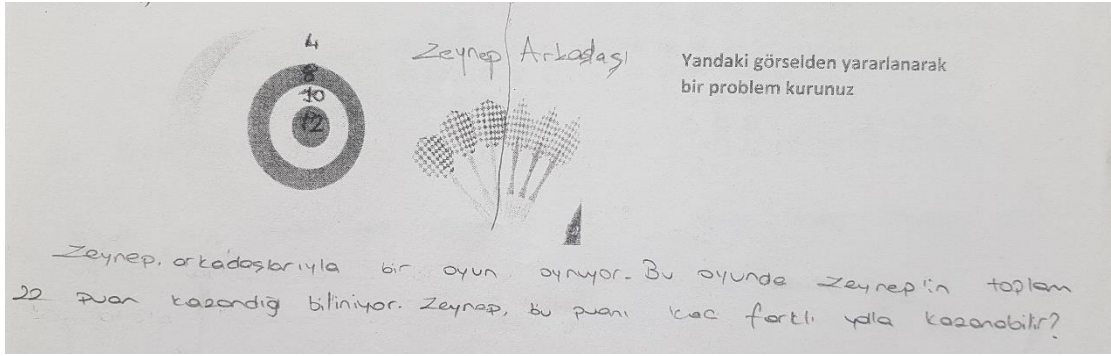 4
8
10
12
Zeynep Arkadaşı
Yandaki görselden yararlanarak
bir problem kurunuz
Zeynep, arkadaşlarıyla bir oyun oynuyor. Bu oyunda Zeynep'in toplam
22 puan kazandığ biliniyor. Zeynep, bu puanı kaç farklı yolla kazanabilir?